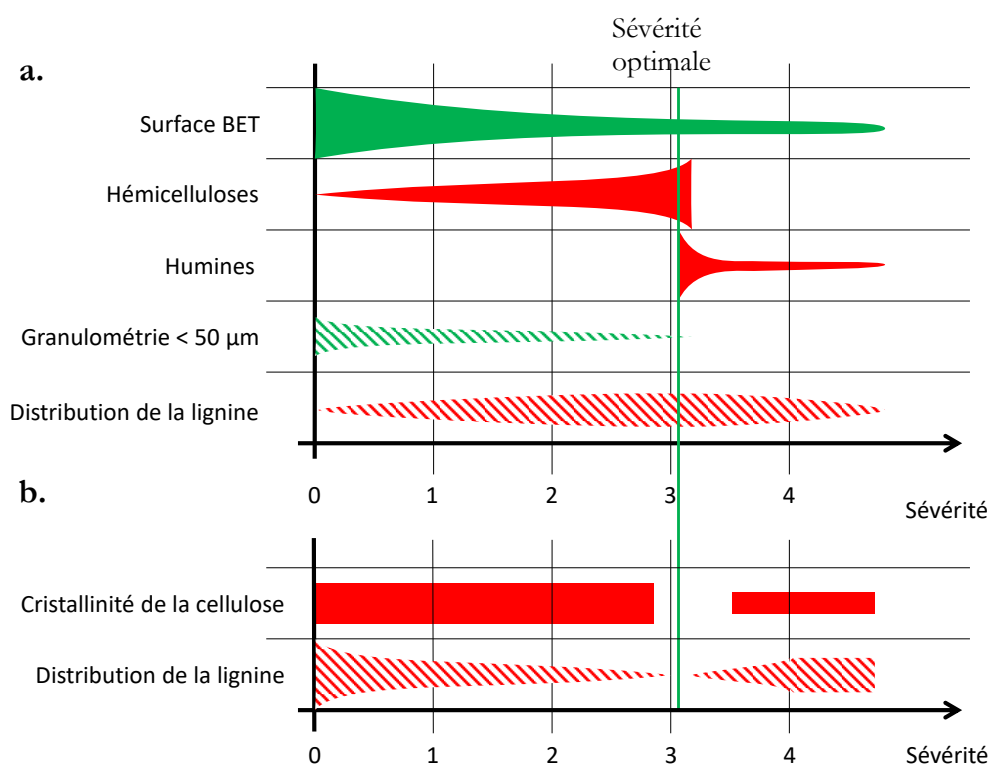 Sévérité
optimale
a.
Surface BET
Hémicelluloses
Humines
Granulométrie < 50 µm
Distribution de la lignine
b.
0 1 2 3 4
Sévérité
Cristallinité de la cellulose
Distribution de la lignine
0 1 2 3 4 Sévérité